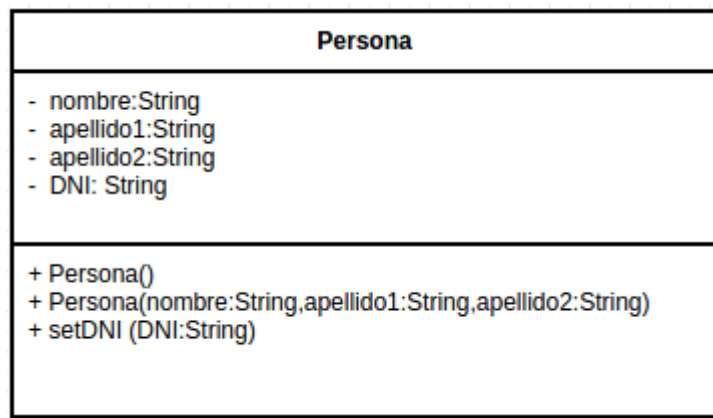 Persona
- nombre:String
- apellido1:String
- apellido2:String
- DNI: String
+ Persona()
+ Persona(nombre:String,apellido1:String,apellido2:String)
+ setDNI (DNI:String)